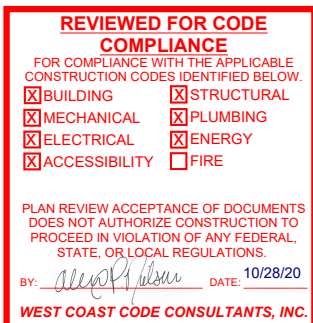 REVIEWED FOR CODE
COMPLIANCE
FOR COMPLIANCE WITH THE APPLICABLE
CONSTRUCTION CODES IDENTIFIED BELOW.
X BUILDING X STRUCTURAL
X MECHANICAL X PLUMBING
X ELECTRICAL X ENERGY
X ACCESSIBILITY FIRE
PLAN REVIEW ACCEPTANCE OF DOCUMENTS
DOES NOT AUTHORIZE CONSTRUCTION TO
PROCEED IN VIOLATION OF ANY FEDERAL,
STATE, OR LOCAL REGULATIONS.
BY: DATE: 10/28/20
WEST COAST CODE CONSULTANTS, INC.